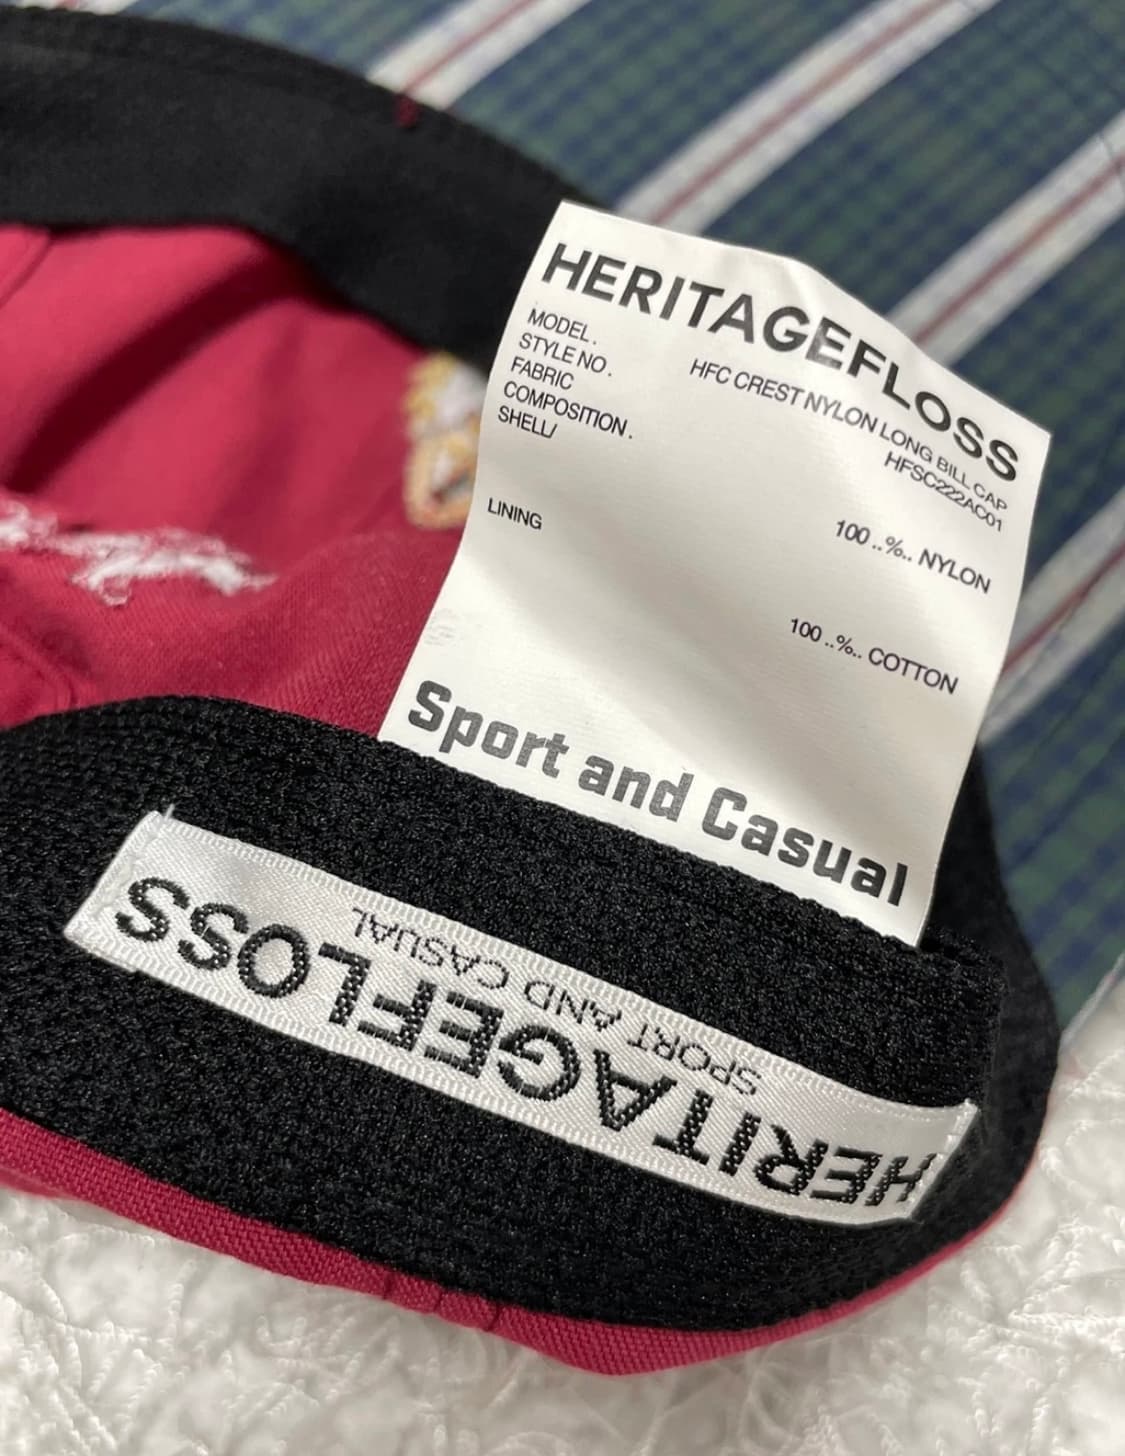 HERITAGEFLOSS
MODEL.
HFC CREST NYLON LONG BILL CAP
STYLE NO.
HFSC222AC01
FABRIC
COMPOSITION.
SHELL/
100 ..%.. NYLON
LINING
100 ..%.. COTTON
Sport and Casual
HERITAGEFLOSS
SPORT AND CASUAL